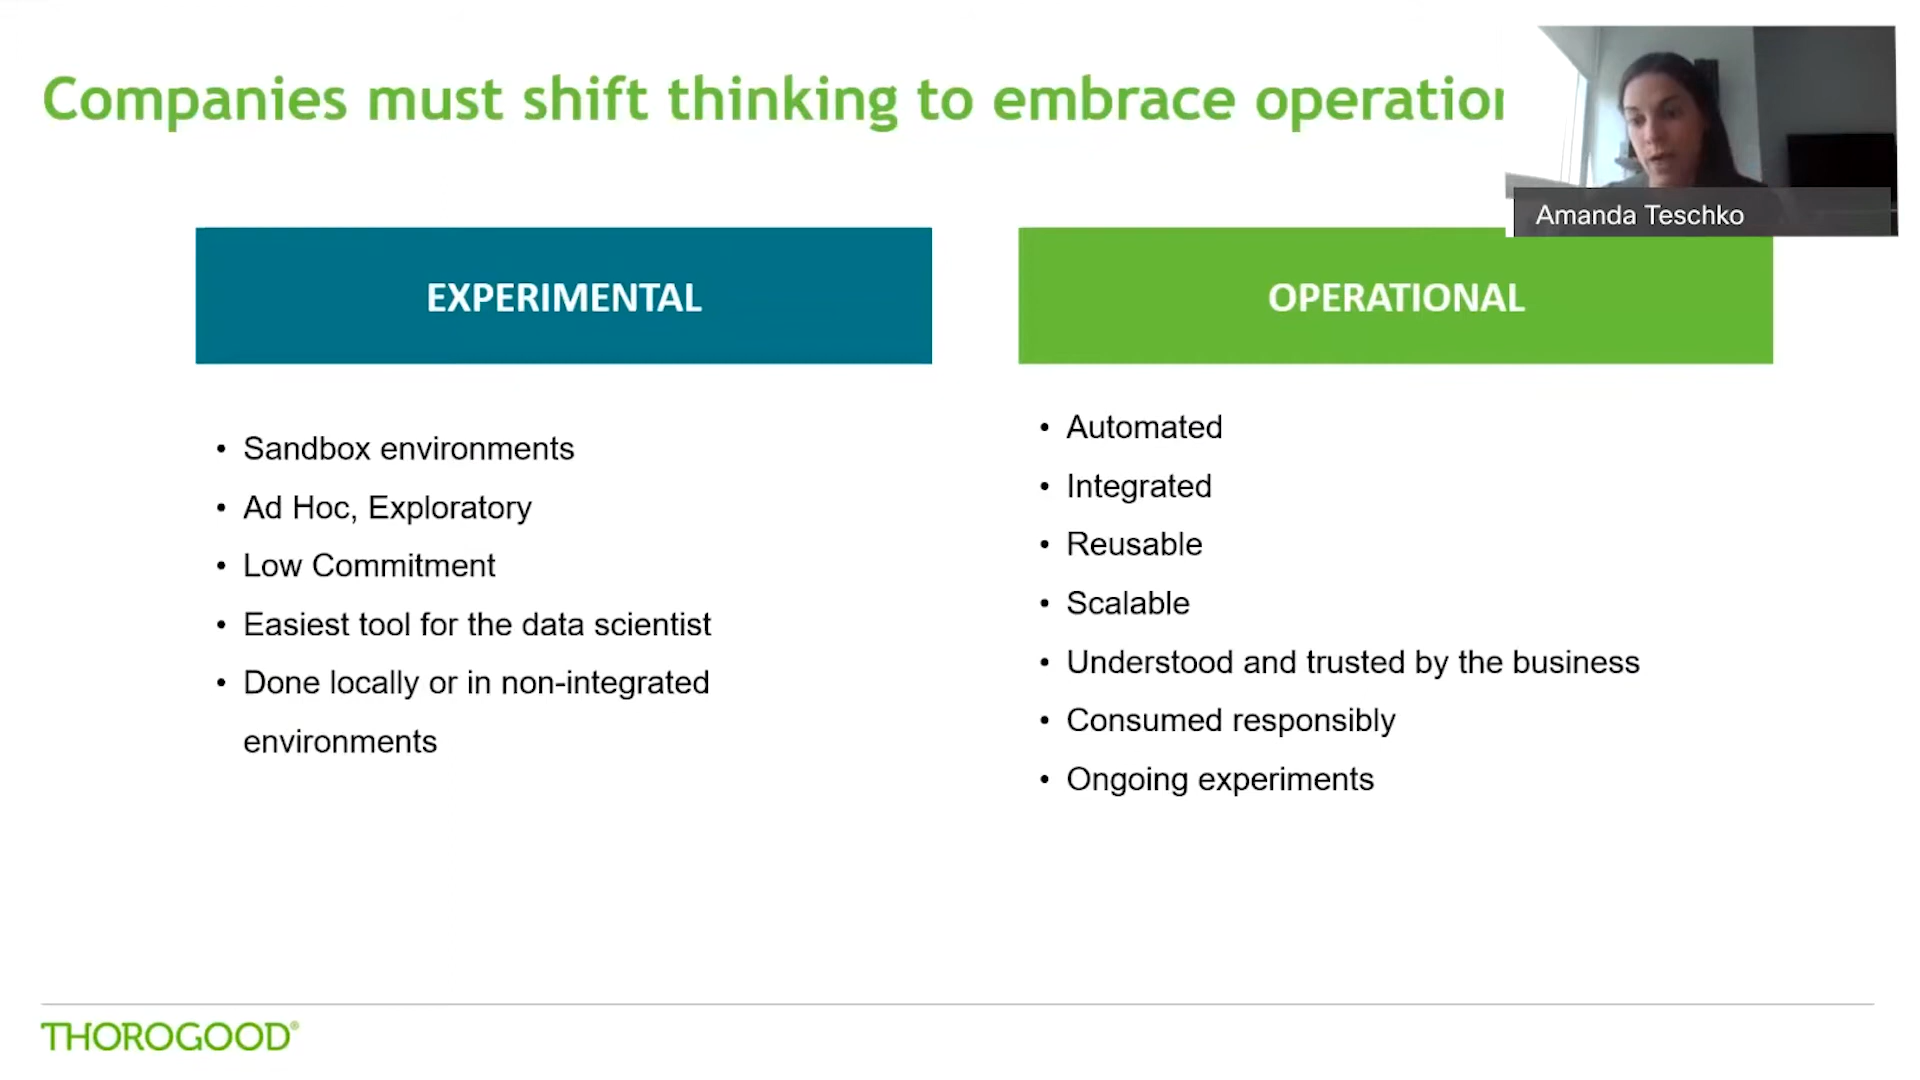 Companies must shift thinking to embrace
Amanda Teschko
EXPERIMENTAL
OPERATIONAL
• Sandbox environments
• Ad Hoc, Exploratory
• Low Commitment
• Easiest tool for the data scientist
• Done locally or in non-integrated
environments
• Automated
• Integrated
• Reusable
• Scalable
• Understood and trusted by the business
• Consumed responsibly
• Ongoing experiments
THOROGOOD®